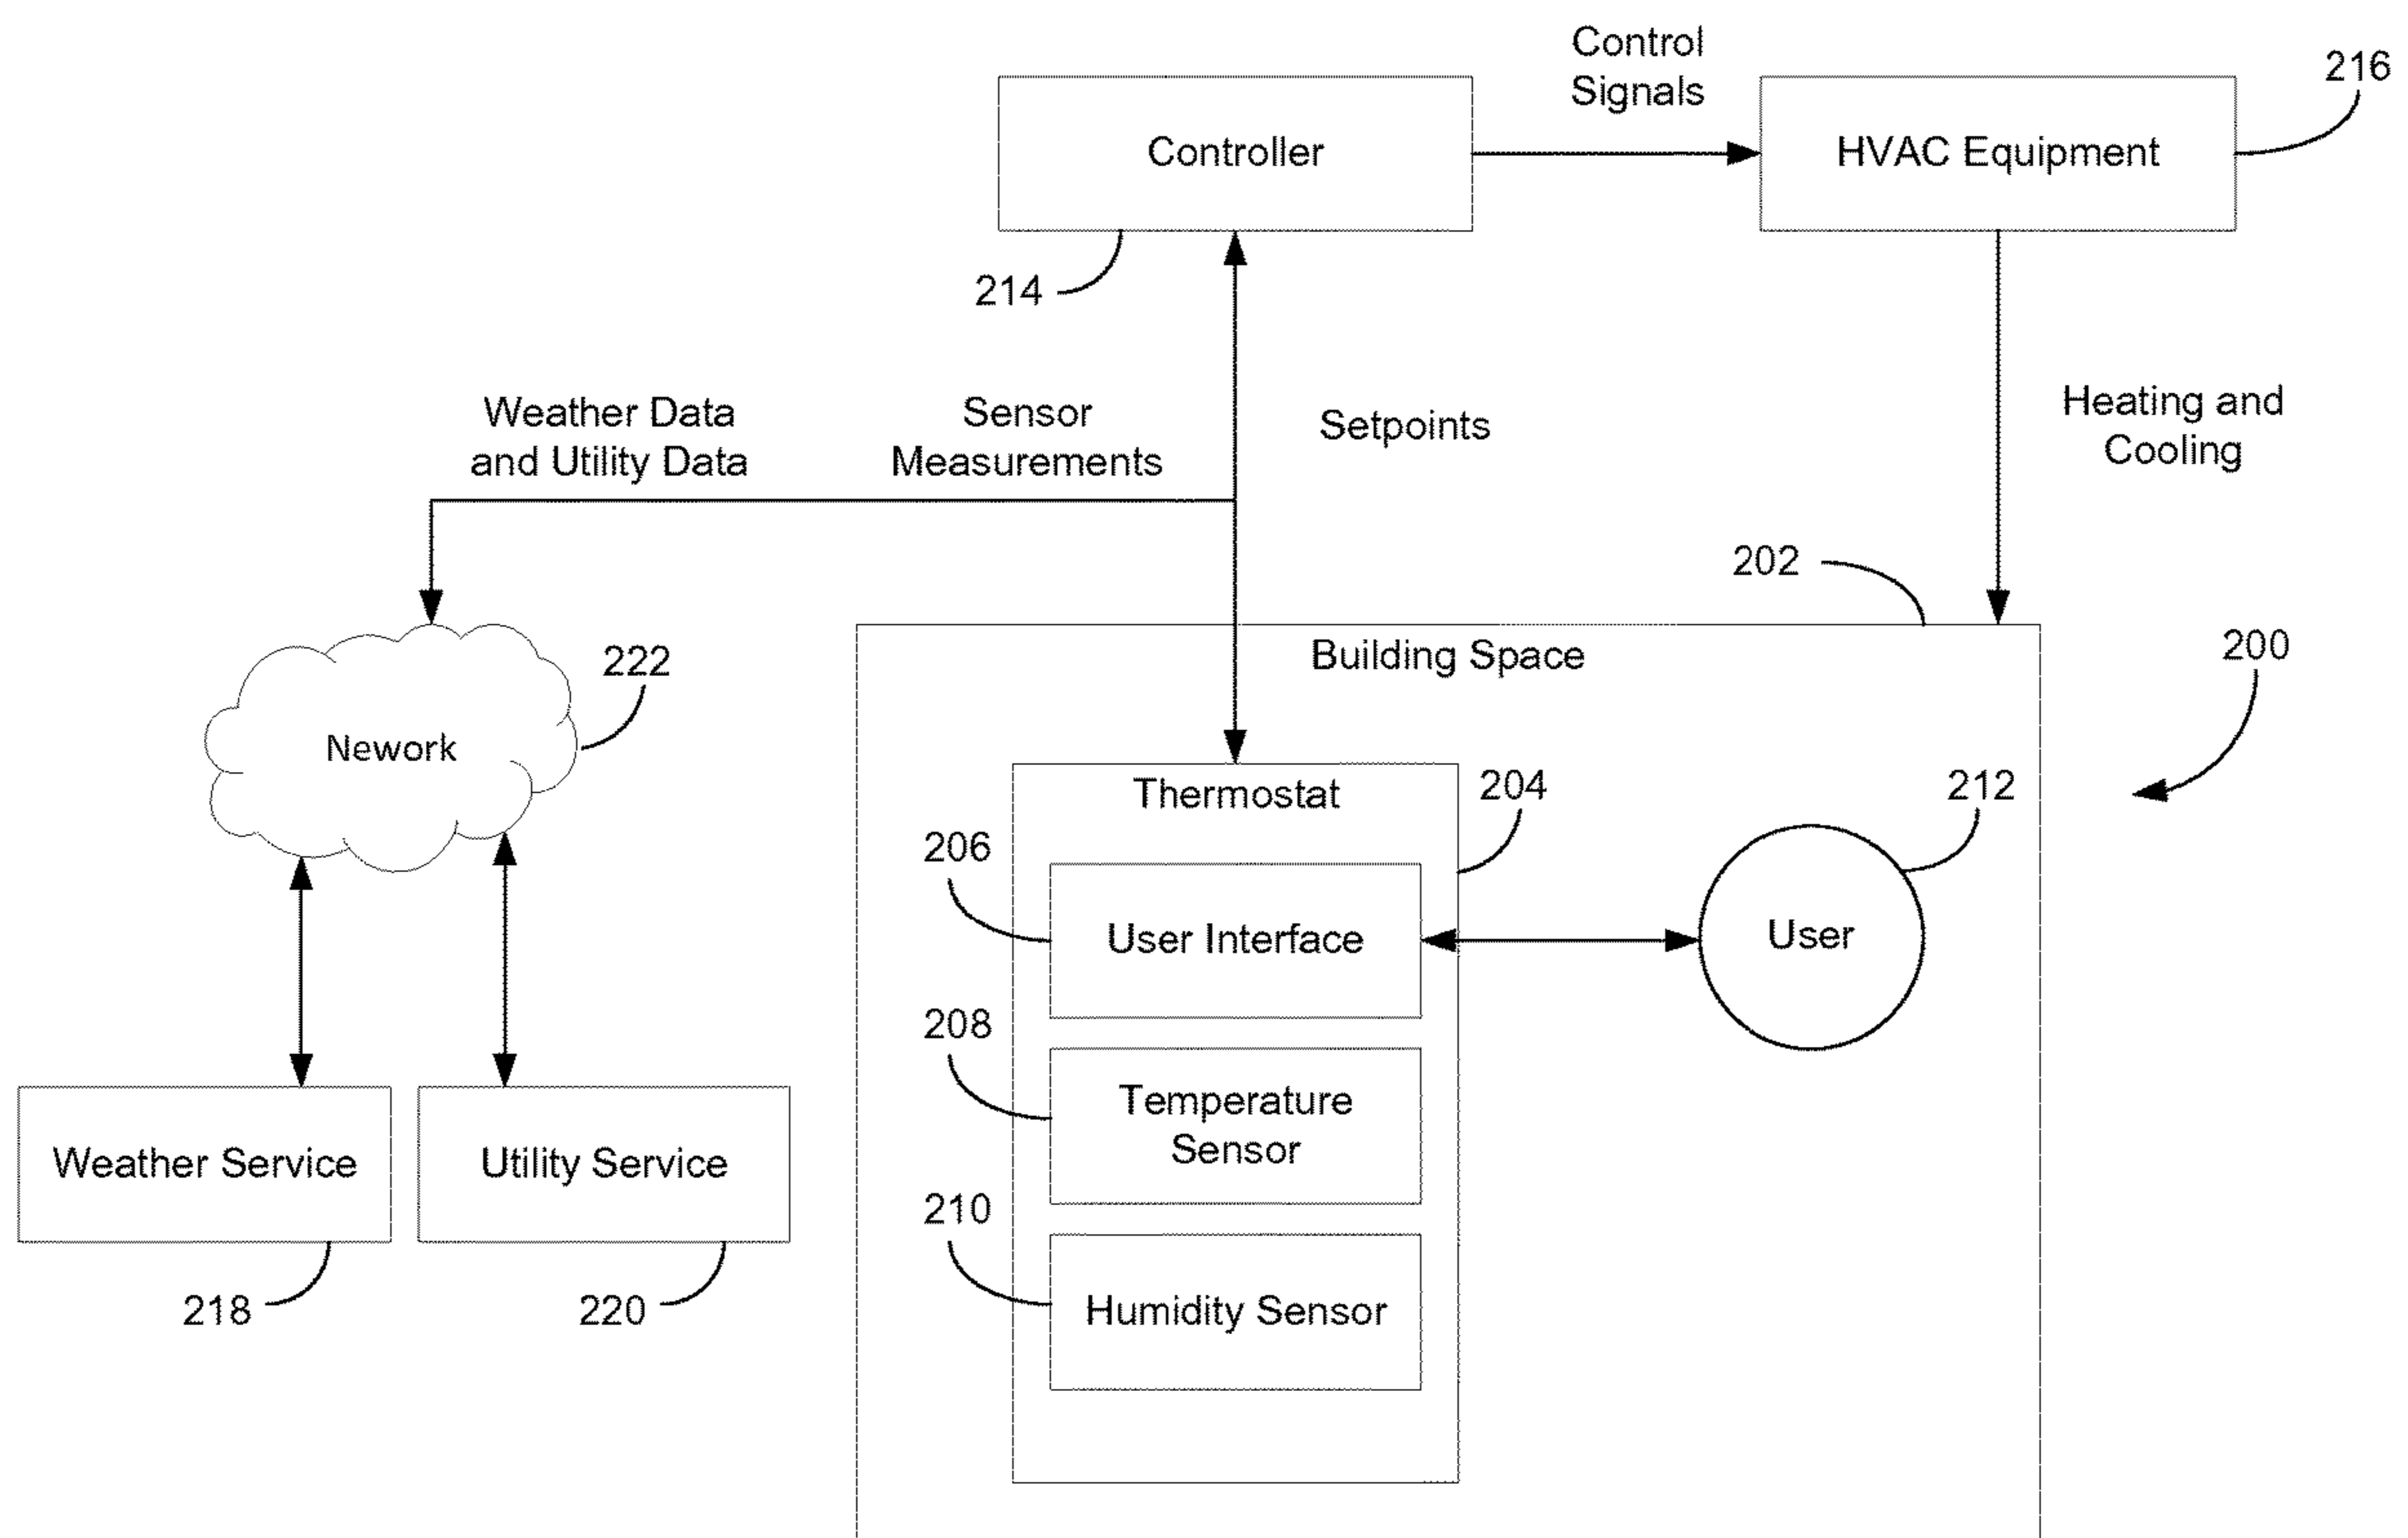 Control
Signals
216
Controller
HVAC Equipment
214
Weather Data
and Utility Data
Sensor
Measurements
Setpoints
Heating and
Cooling
202
Building Space
200
222
Nework
Thermostat
204
212
206
User Interface
User
208
Temperature
Sensor
Weather Service
Utility Service
210
Humidity Sensor
218
220